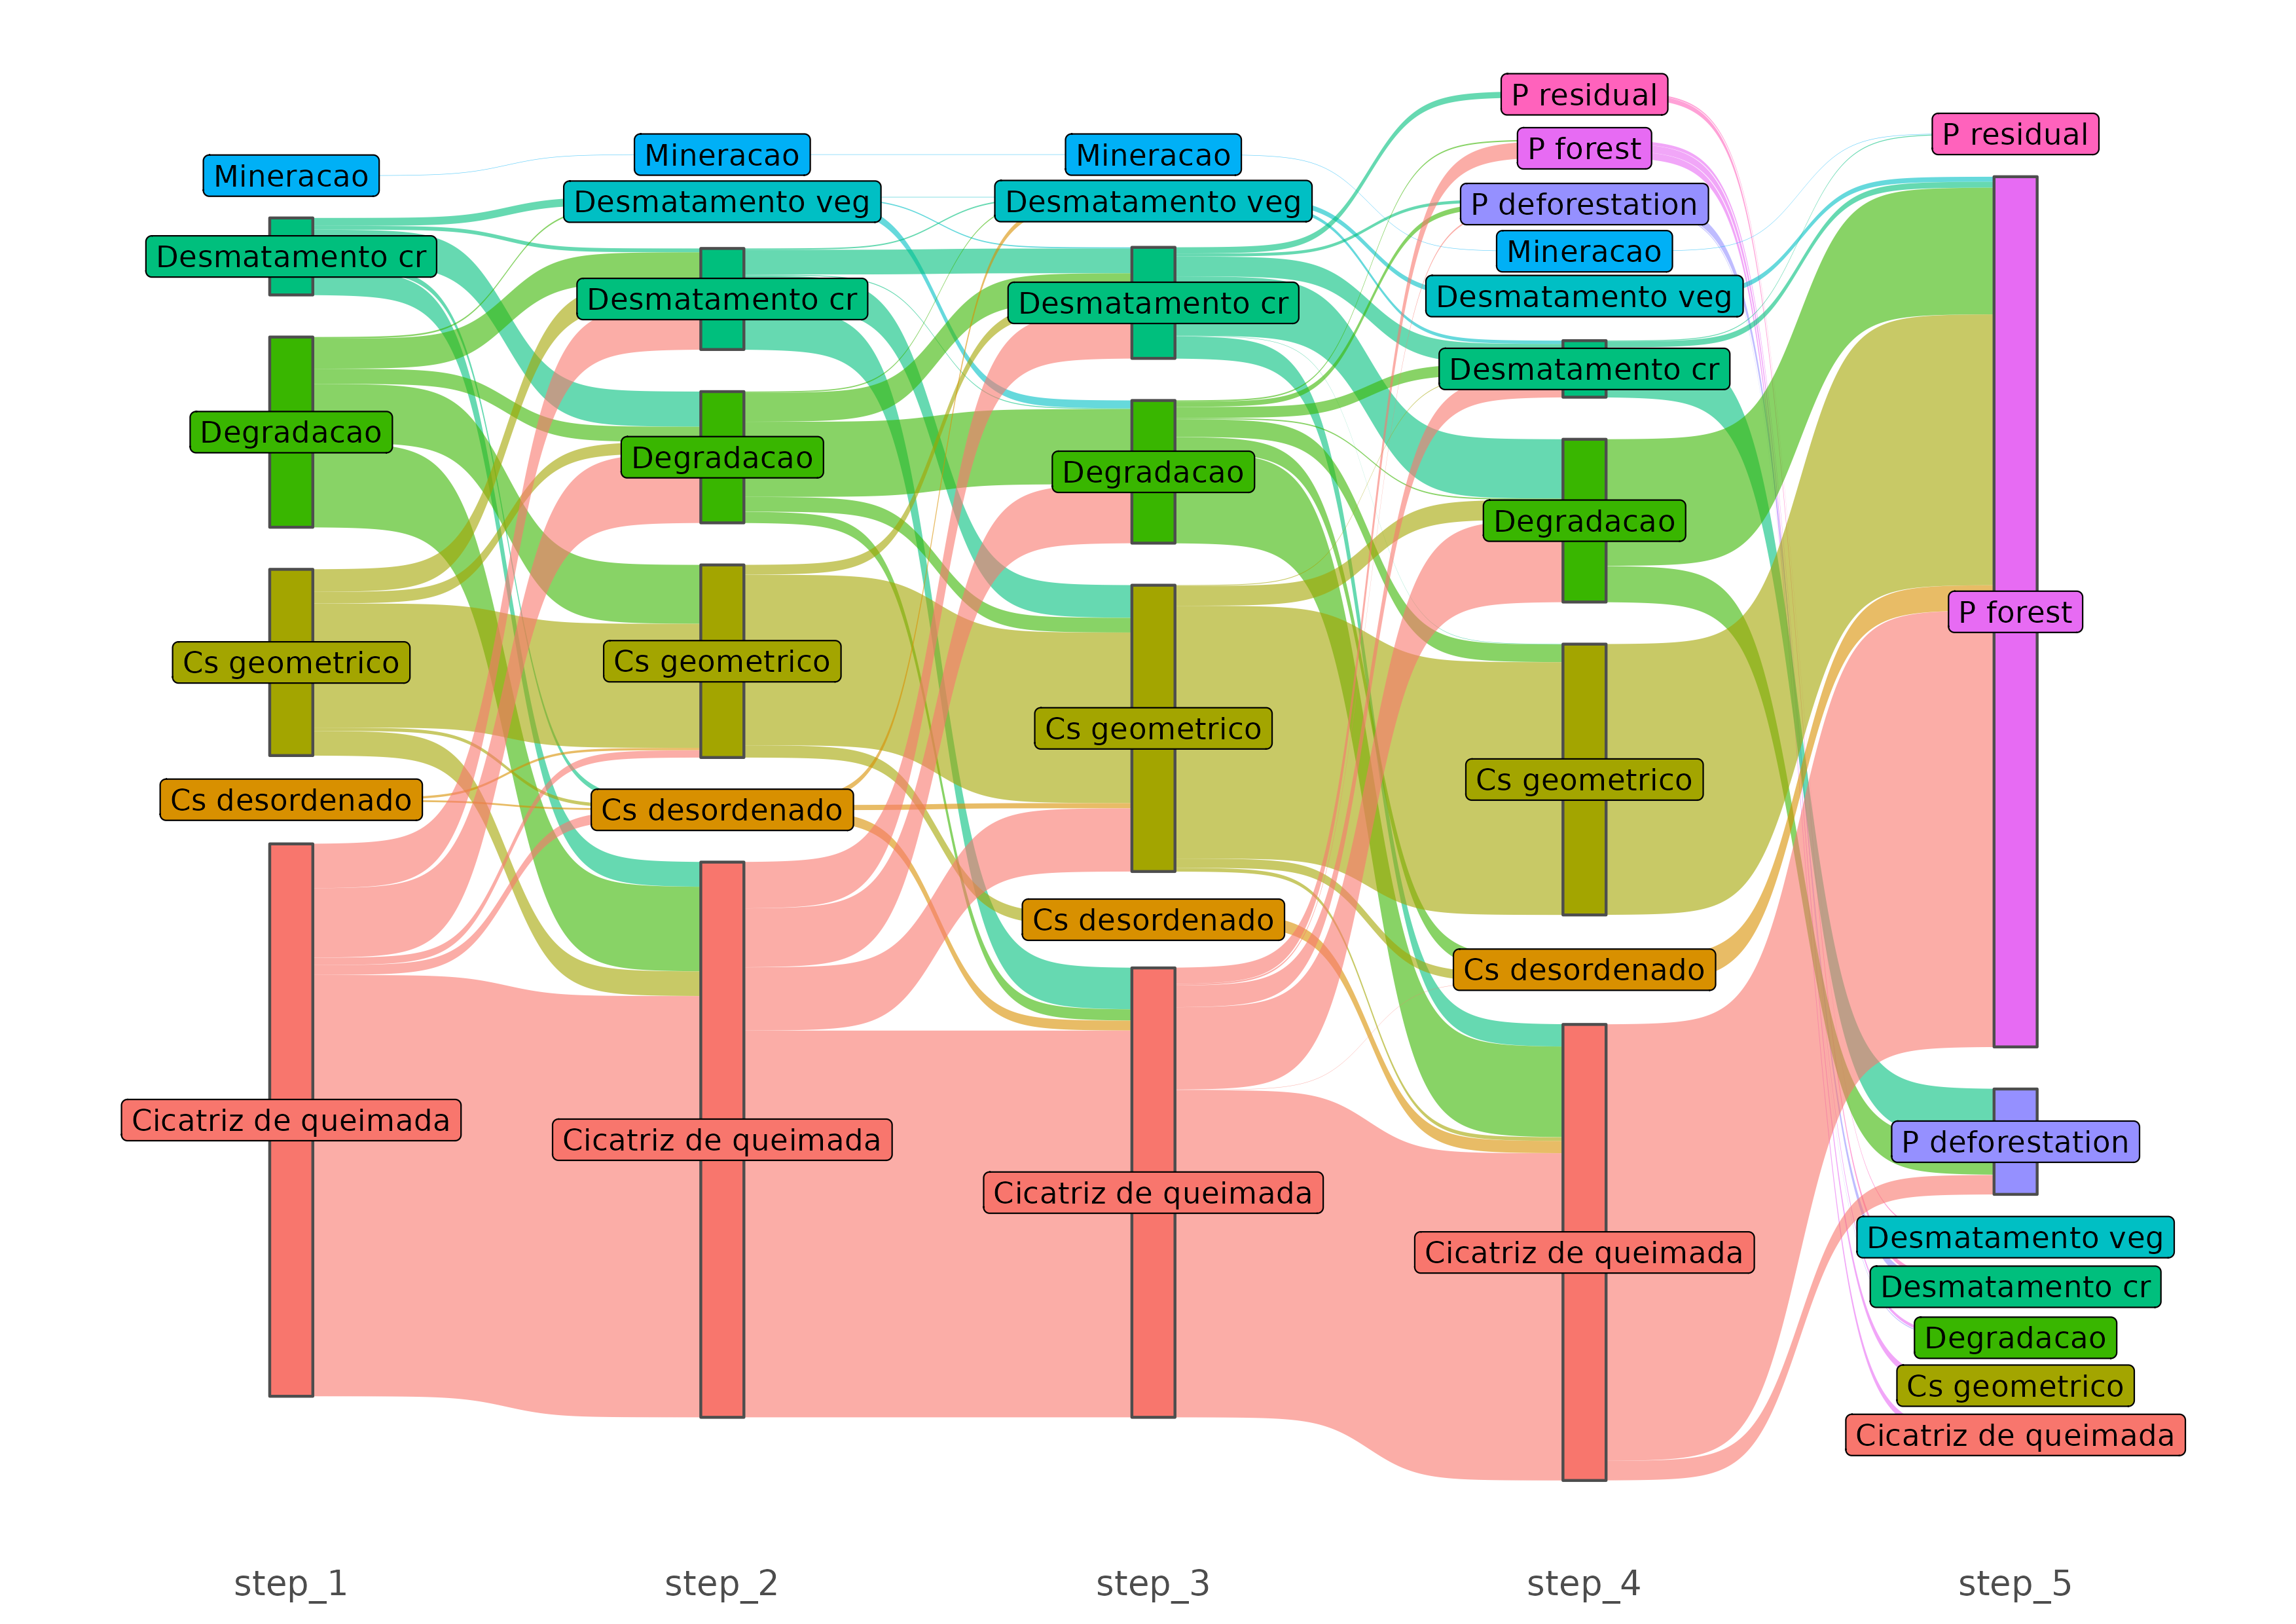 Mineracao
Desmatamento cr
Degradacao
Cs geometrico
Cs desordenado
Cicatriz de queimada
Mineracao
Desmatamento veg
Desmatamento cr
Degradacao
Cs geometrico
Cs desordenado
Cicatriz de queimada
Mineracao
Desmatamento veg
Desmatamento cr
Degradacao
Cs geometrico
Cs desordenado
Cicatriz de queimada
P residual
P forest
P deforestation
Mineracao
Desmatamento veg
Desmatamento cr
Degradacao
Cs geometrico
Cs desordenado
Cicatriz de queimada
P residual
P forest
P deforestation
Desmatamento veg
Desmatamento cr
Degradacao
Cs geometrico
Cicatriz de queimada
step_1
step_2
step_3
step_4
step_5